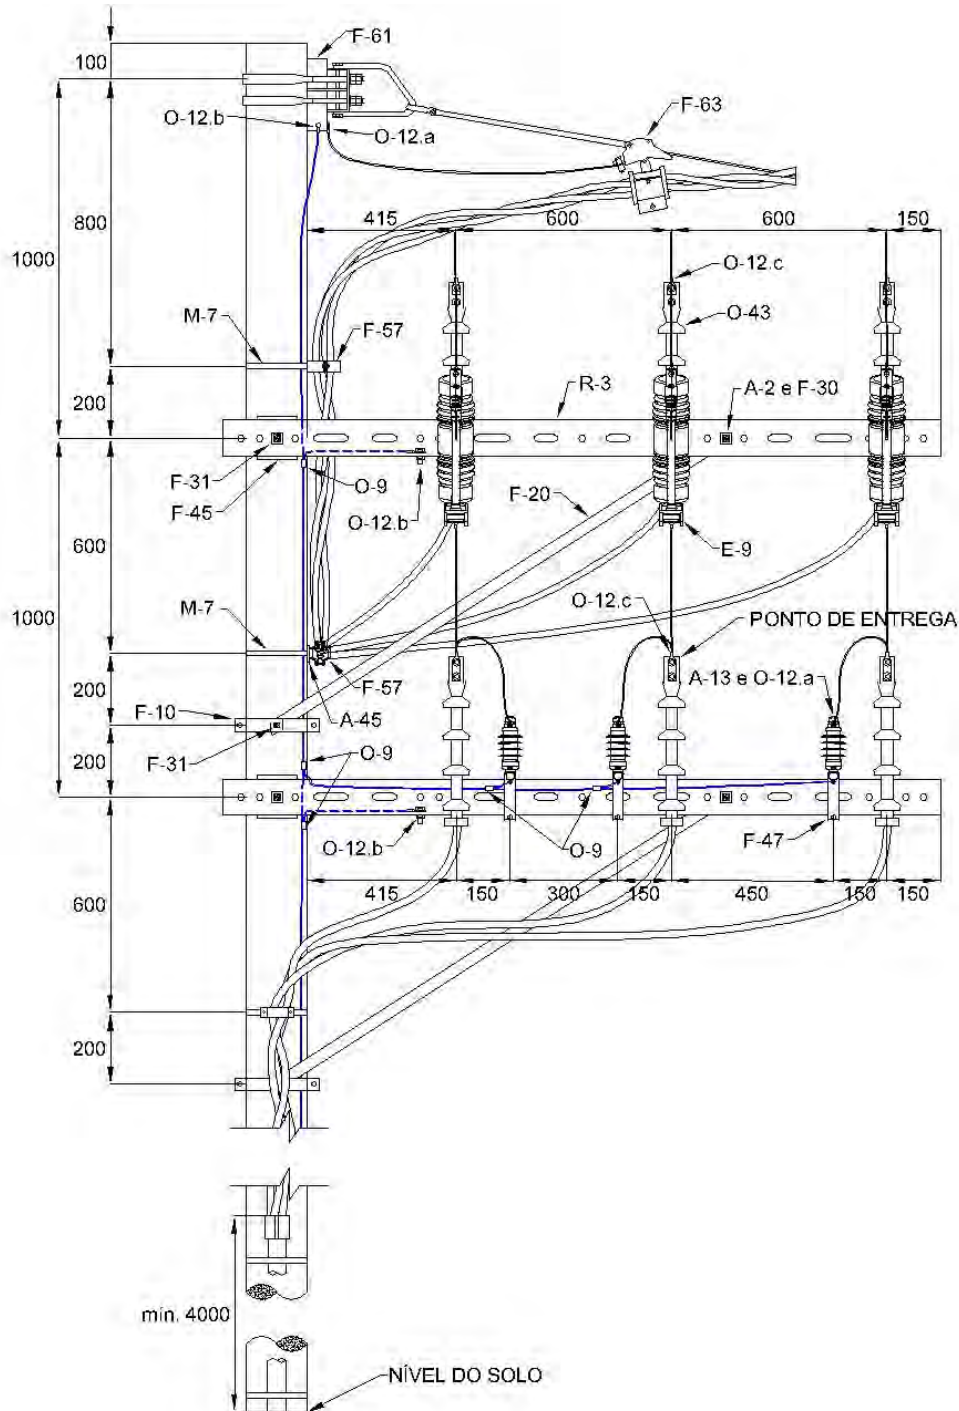 F-61
100
F-63
O-12.b
O-12.a
800
415
600
600
150
1000
O-12.c
M-7
F-57
O-43
R-3
A-2 e F-30
200
F-31
O-9
F-45
O-12.b
F-20
600
E-9
1000
O-12.c
M-7
PONTO DE ENTREGA
F-57
A-13 e O-12.a
200
F-10
A-45
F-31
O-9
200
O-12.b
O-9
F-47
415
150
300
150
450
150
150
600
200
mín. 4000
NÍVEL DO SOLO